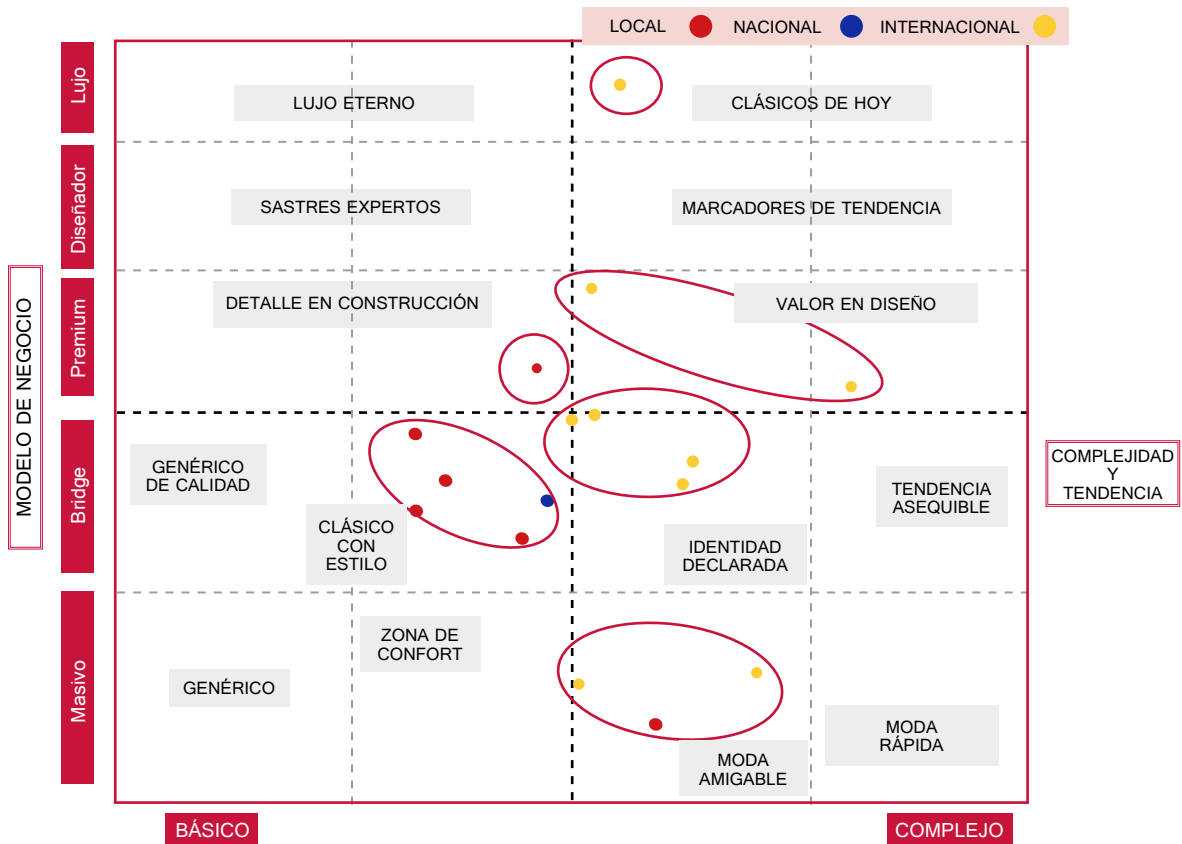 LOCAL
NACIONAL
INTERNACIONAL
Lujo
LUJO ETERNO
CLÁSICOS DE HOY
Diseñador
SASTRES EXPERTOS
MARCADORES DE TENDENCIA
MODELO DE NEGOCIO
Premium
DETALLE EN CONSTRUCCIÓN
VALOR EN DISEÑO
Bridge
GENÉRICO
DE CALIDAD
CLÁSICO
CON
ESTILO
IDENTIDAD
DECLARADA
TENDENCIA
ASEQUIBLE
COMPLEJIDAD
Y
TENDENCIA
Masivo
GENÉRICO
ZONA DE
CONFORT
MODA
AMIGABLE
MODA
RÁPIDA
BÁSICO
COMPLEJO